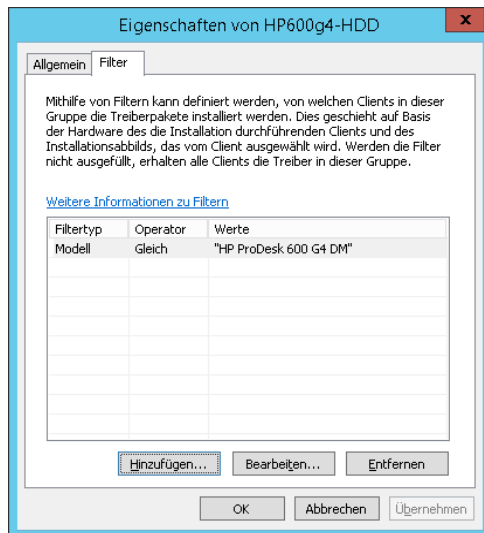 Eigenschaften von HP600g4-HDD
x
Allgemein Filter
Mithilfe von Filtern kann definiert werden, von welchen Clients in dieser
Gruppe die Treiberpakete installiert werden. Dies geschieht auf Basis
der Hardware des die Installation durchführenden Clients und des
Installationsabbilds, das vom Client ausgewählt wird. Werden die Filter
nicht ausgefüllt, erhalten alle Clients die Treiber in dieser Gruppe.
Weitere Informationen zu Filtern
Filtertyp Operator Werte
Modell Gleich "HP ProDesk 600 G4 DM"
Hinzufügen... Bearbeiten... Entfernen
OK Abbrechen Übernehmen